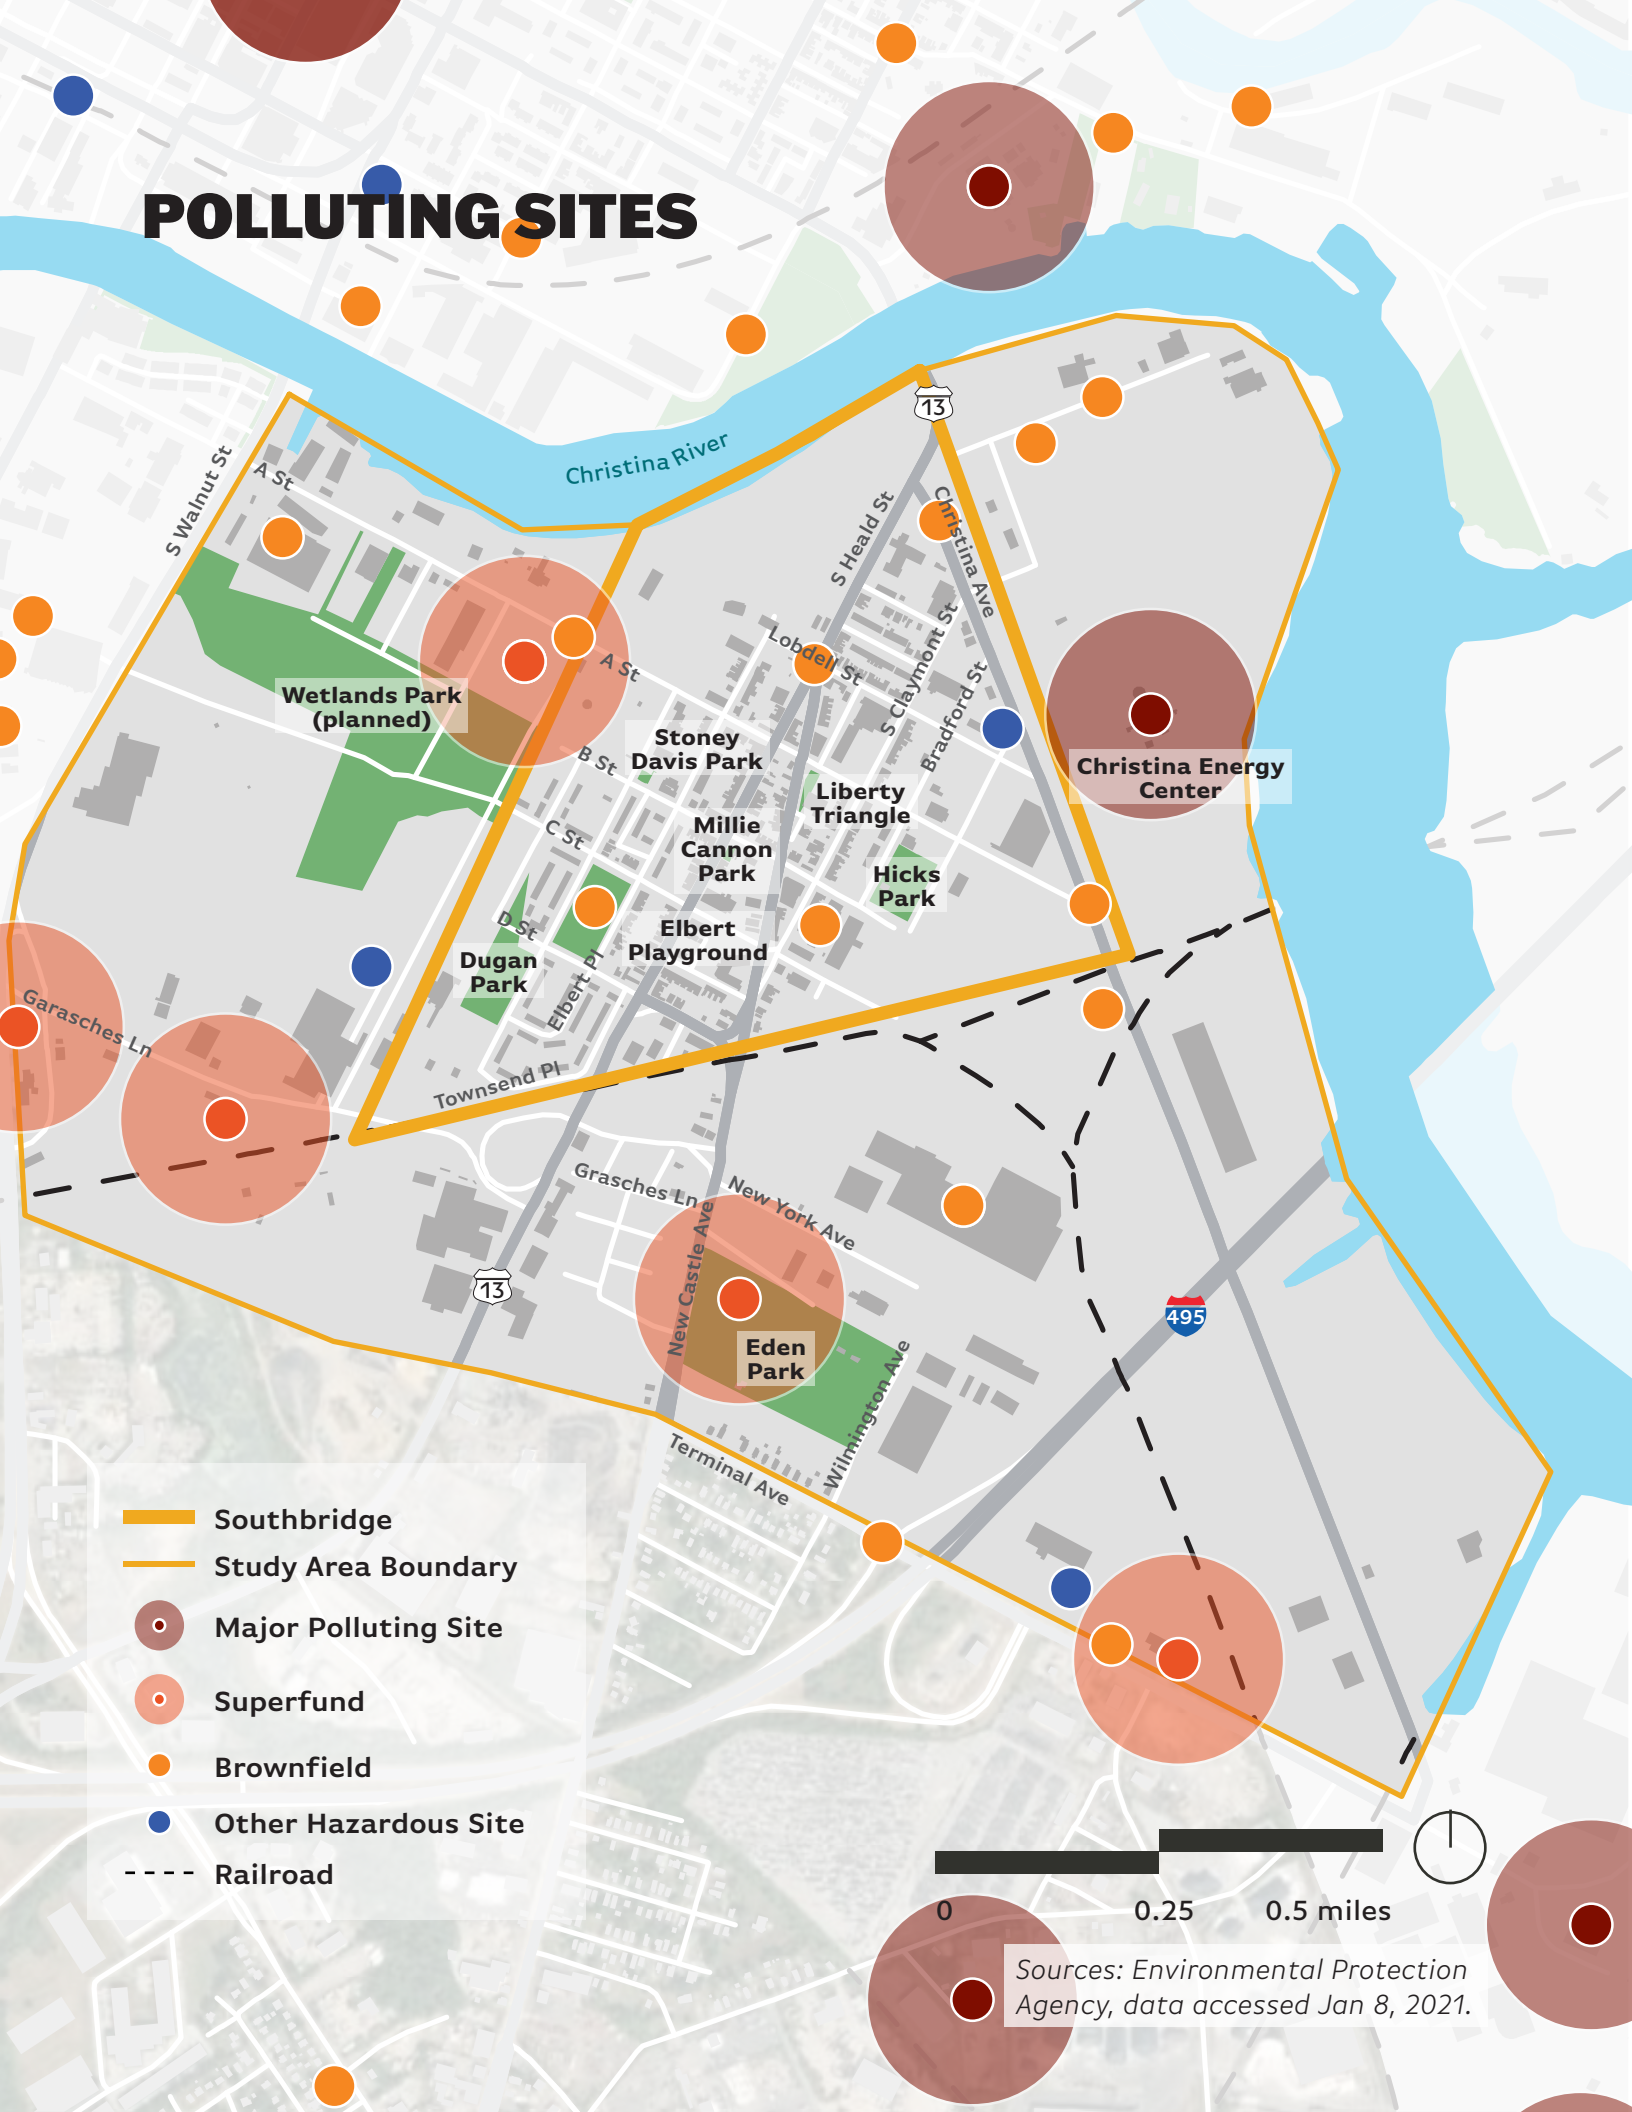 POLLUTING SITES
13
Christina River
S Walnut St
A St
S Heald St
Christina Ave
Lobdell St
A St
S Claymont St
Bradford St
Wetlands Park
(planned)
Stoney
Davis Park
B St
Christina Energy
Center
Liberty
Triangle
Millie
Cannon
Park
C St
Hicks
Park
D St
Elbert
Playground
Dugan
Park
Elbert Pl
Garasches Ln
Townsend Pl
Grasches Ln
New York Ave
New Castle Ave
13
495
Eden
Park
Wilmington Ave
Terminal Ave
Southbridge
Study Area Boundary
Major Polluting Site
Superfund
Brownfield
Other Hazardous Site
Railroad
0 0.25 0.5 miles
Sources: Environmental Protection
Agency, data accessed Jan 8, 2021.